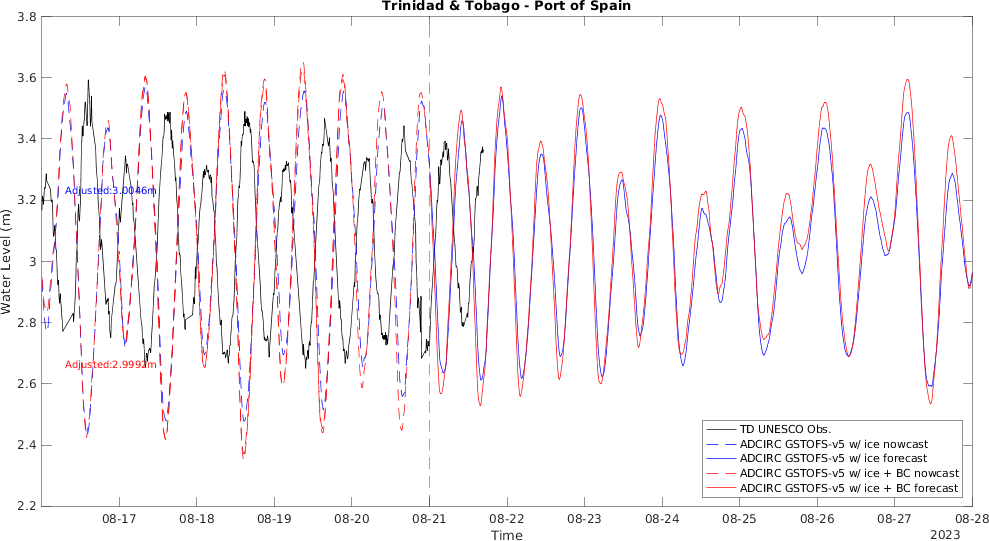 Trinidad & Tobago - Port of Spain
3.8
3.6
3.4
3.2
3
2.8
2.6
2.4
2.2
Water Level (m)
Adjusted:3.0046m
Adjusted:2.9992m
TD UNESCO Obs.
ADCIRC GSTOFS-v5 w/ ice nowcast
ADCIRC GSTOFS-v5 w/ ice forecast
ADCIRC GSTOFS-v5 w/ ice + BC nowcast
ADCIRC GSTOFS-v5 w/ ice + BC forecast
08-17 08-18 08-19 08-20 08-21 08-22 08-23 08-24 08-25 08-26 08-27 08-28
Time 2023